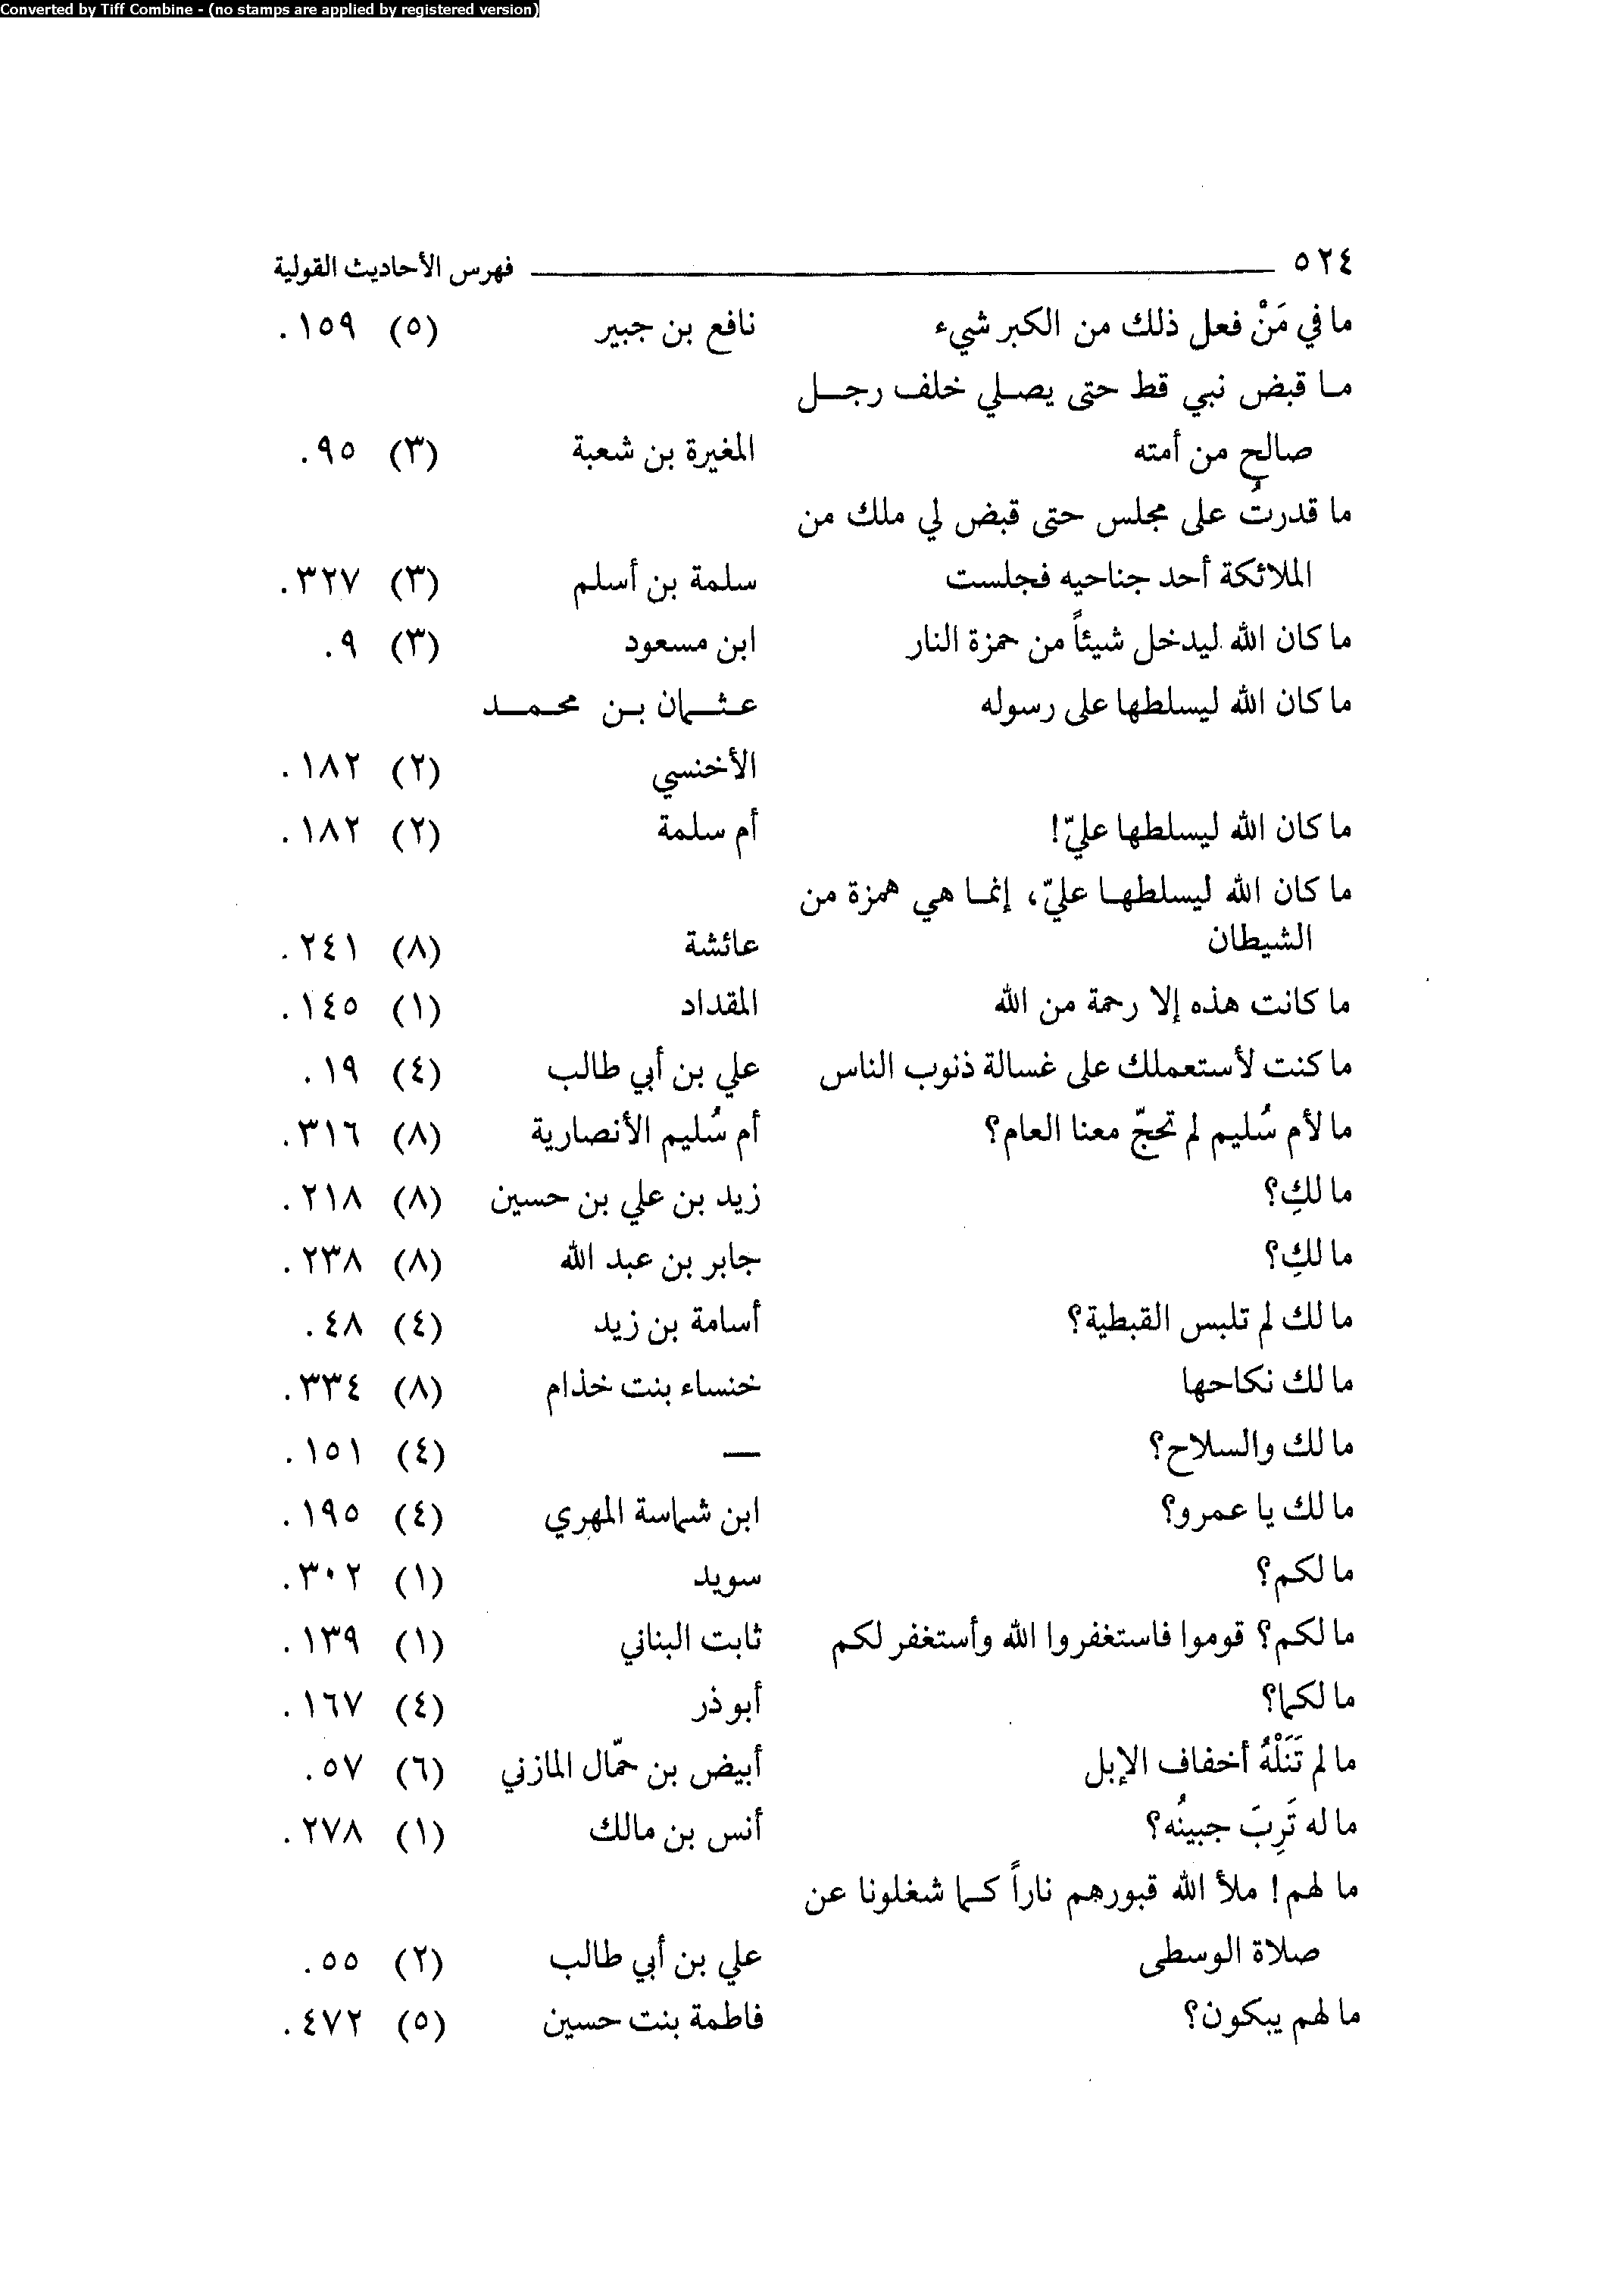 Converted by Tiff Combine - (no stamps are applied by registered version)
٥٢٤ فهرس الأحاديث القولية
ما في مَنْ فعل ذلك من الكبر شيء نافع بن جبير (٥) ١٥٩.
ما قبض نبي قط حتى يصلي خلف رجل
صالحٍ من أمته المغيرة بن شعبة (٣) ٩٥.
ما قدرتُ على مجلس حتى قبض لي ملك من
الملائكة أحد جناحيه فجلست سلمة بن أسلم (٣) ٣٢٧.
ما كان الله ليدخل شيئاً من حمزة النار ابن مسعود (٣) ٩.
ما كان الله ليسلطها على رسوله عثمان بن محمد
الأخنسي (٢) ١٨٢.
ما كان الله ليسلطها عليّ! أم سلمة (٢) ١٨٢.
ما كان الله ليسلطها عليّ، إنما هي همزة من
الشيطان عائشة (٨) ٢٤١.
ما كانت هذه إلا رحمة من الله المقداد (١) ١٤٥.
ما كنت لأستعملك على غسالة ذنوب الناس علي بن أبي طالب (٤) ١٩.
ما لأم سُليم لم تحجّ معنا العام؟ أم سُليم الأنصارية (٨) ٣١٦.
ما لكِ؟ زيد بن علي بن حسين (٨) ٢١٨.
ما لكِ؟ جابر بن عبد الله (٨) ٢٣٨.
ما لك لم تلبس القبطية؟ أسامة بن زيد (٤) ٤٨.
ما لك نكاحها خنساء بنت خذام (٨) ٣٣٤.
ما لك والسلاح؟ — (٤) ١٥١.
ما لك يا عمرو؟ ابن شماسة المهري (٤) ١٩٥.
ما لكم؟ سويد (١) ٣٠٢.
ما لكم؟ قوموا فاستغفروا الله وأستغفر لكم ثابت البناني (١) ١٣٩.
ما لكما؟ أبو ذر (٤) ١٦٧.
ما لم تَنَلْهُ أخفاف الإبل أبيض بن حمّال المازني (٦) ٥٧.
ما له تَرِبَ جبينُه؟ أنس بن مالك (١) ٢٧٨.
ما لهم! ملأ الله قبورهم ناراً كما شغلونا عن
صلاة الوسطى علي بن أبي طالب (٢) ٥٥.
ما لهم يبكون؟ فاطمة بنت حسين (٥) ٤٧٢.